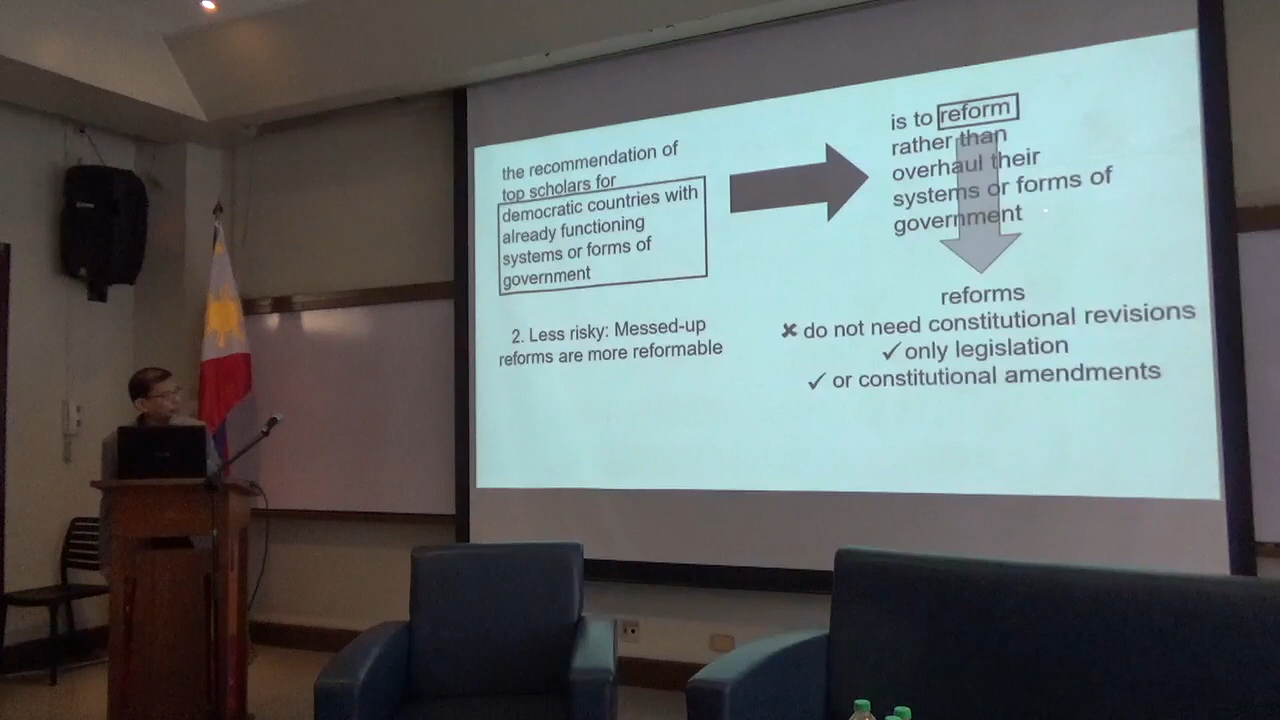 the recommendation of
top scholars for
democratic countries with
already functioning
systems or forms of
government
is to reform
rather than
overhaul their
systems or forms of
government
2. Less risky: Messed-up
reforms are more reformable
reforms
✘ do not need constitutional revisions
✓ only legislation
✓ or constitutional amendments